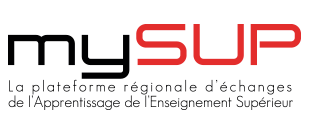 mySUP
La plateforme régionale d'échanges
de l'Apprentissage de l'Enseignement Supérieur